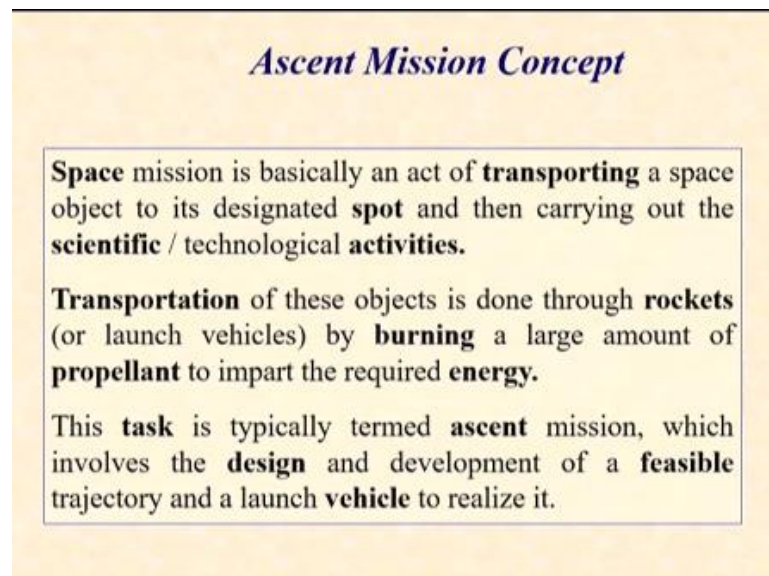 Ascent Mission Concept
Space mission is basically an act of transporting a space
object to its designated spot and then carrying out the
scientific / technological activities.
Transportation of these objects is done through rockets
(or launch vehicles) by burning a large amount of
propellant to impart the required energy.
This task is typically termed ascent mission, which
involves the design and development of a feasible
trajectory and a launch vehicle to realize it.